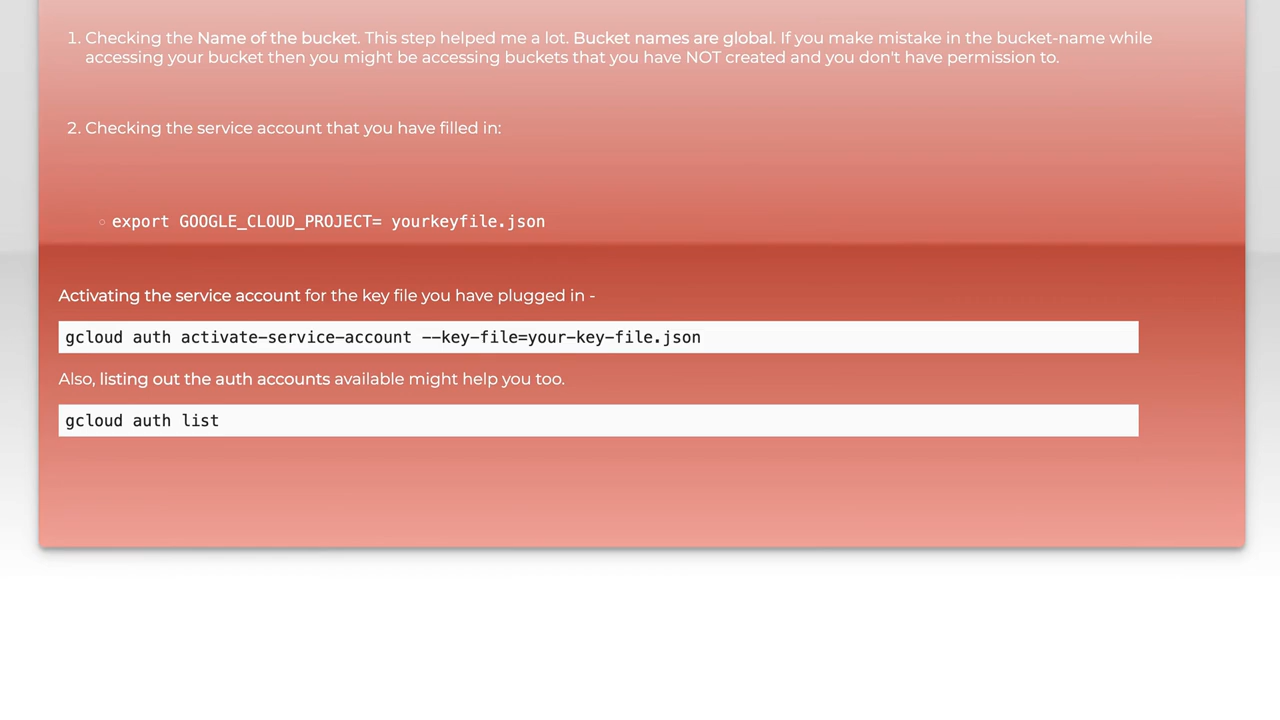 1. Checking the Name of the bucket. This step helped me a lot. Bucket names are global. If you make mistake in the bucket-name while
accessing your bucket then you might be accessing buckets that you have NOT created and you don't have permission to.
2. Checking the service account that you have filled in:
○ export GOOGLE_CLOUD_PROJECT= yourkeyfile.json
Activating the service account for the key file you have plugged in -
gcloud auth activate-service-account --key-file=your-key-file.json
Also, listing out the auth accounts available might help you too.
gcloud auth list